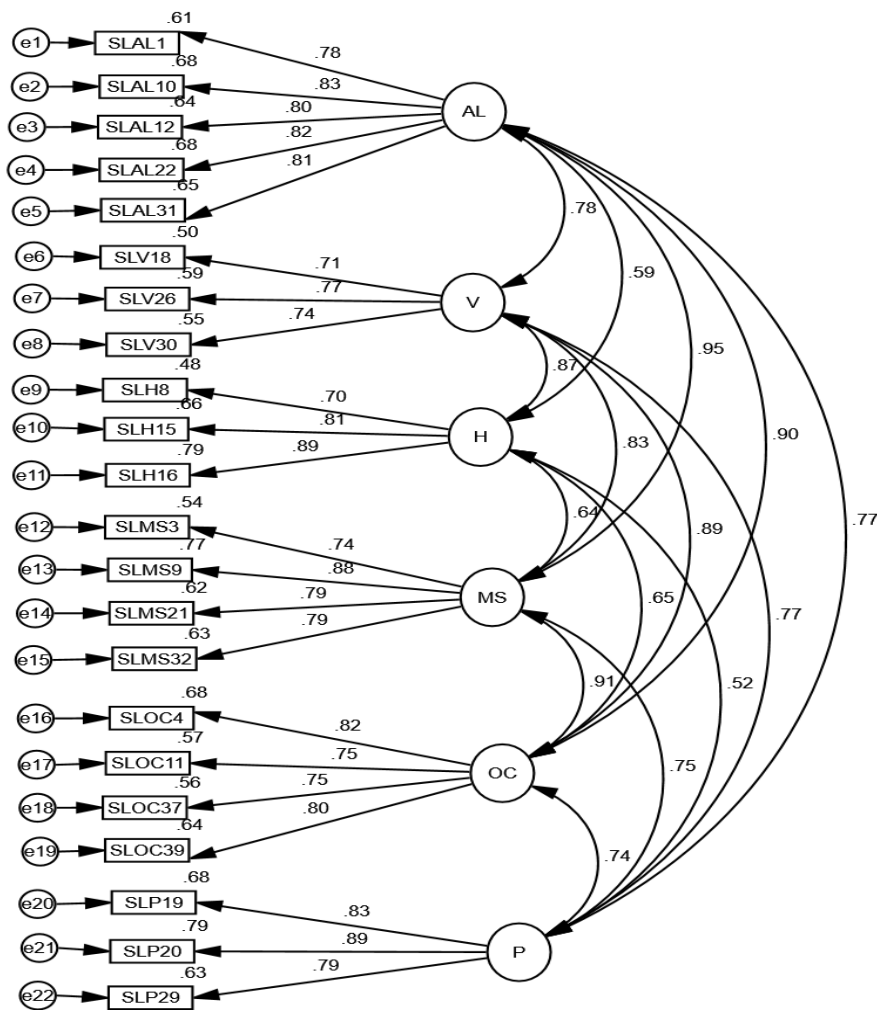 .61
e1 SLAL1
.78
.68
e2 SLAL10
.83
AL
.64
e3 SLAL12
.80
.68
e4 SLAL22
.82
.65
e5 SLAL31
.81
.50
e6 SLV18
.71
.78
.59
.59
e7 SLV26
.77
V
.55
e8 SLV30
.74
.95
.48
e9 SLH8
.70
.87
.66
e10 SLH15
.81
H
.83
.90
.79
e11 SLH16
.89
.54
e12 SLMS3
.74
.64
.89
.77
.77
e13 SLMS9
.88
MS
.62
e14 SLMS21
.79
.65
.77
.63
e15 SLMS32
.79
.68
e16 SLOC4
.82
.91
.52
.57
e17 SLOC11
.75
OC
.75
.56
e18 SLOC37
.75
.64
e19 SLOC39
.80
.74
.68
e20 SLP19
.83
.79
e21 SLP20
.89
P
.63
e22 SLP29
.79